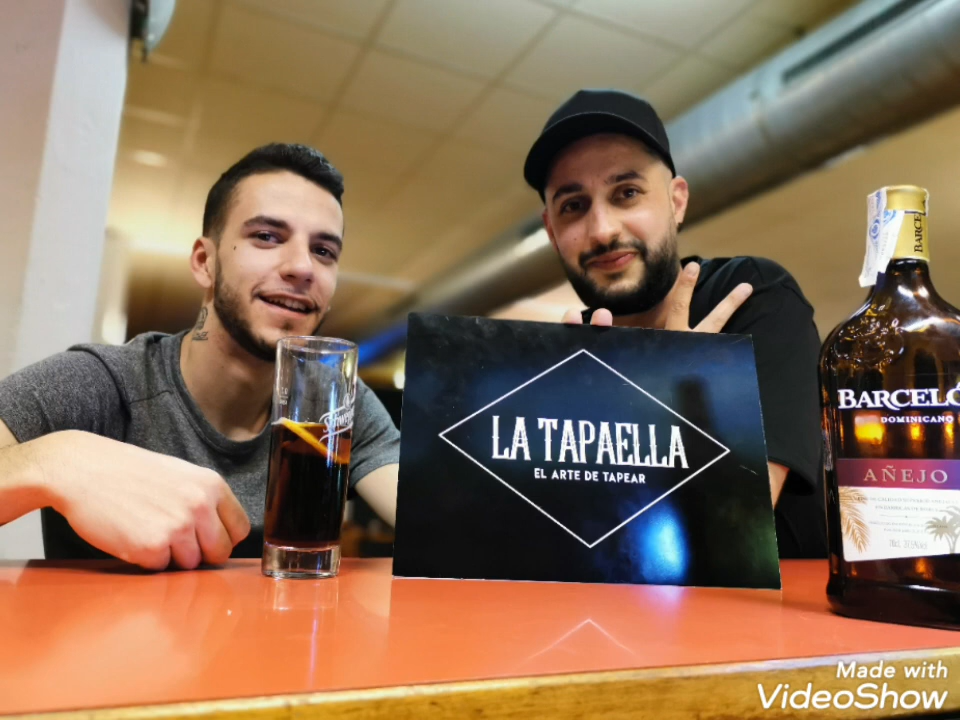 LA TAPAELLA
EL ARTE DE TAPEAR
BARCELÓ
DOMINICANO
AÑEJO
Made with
VideoShow